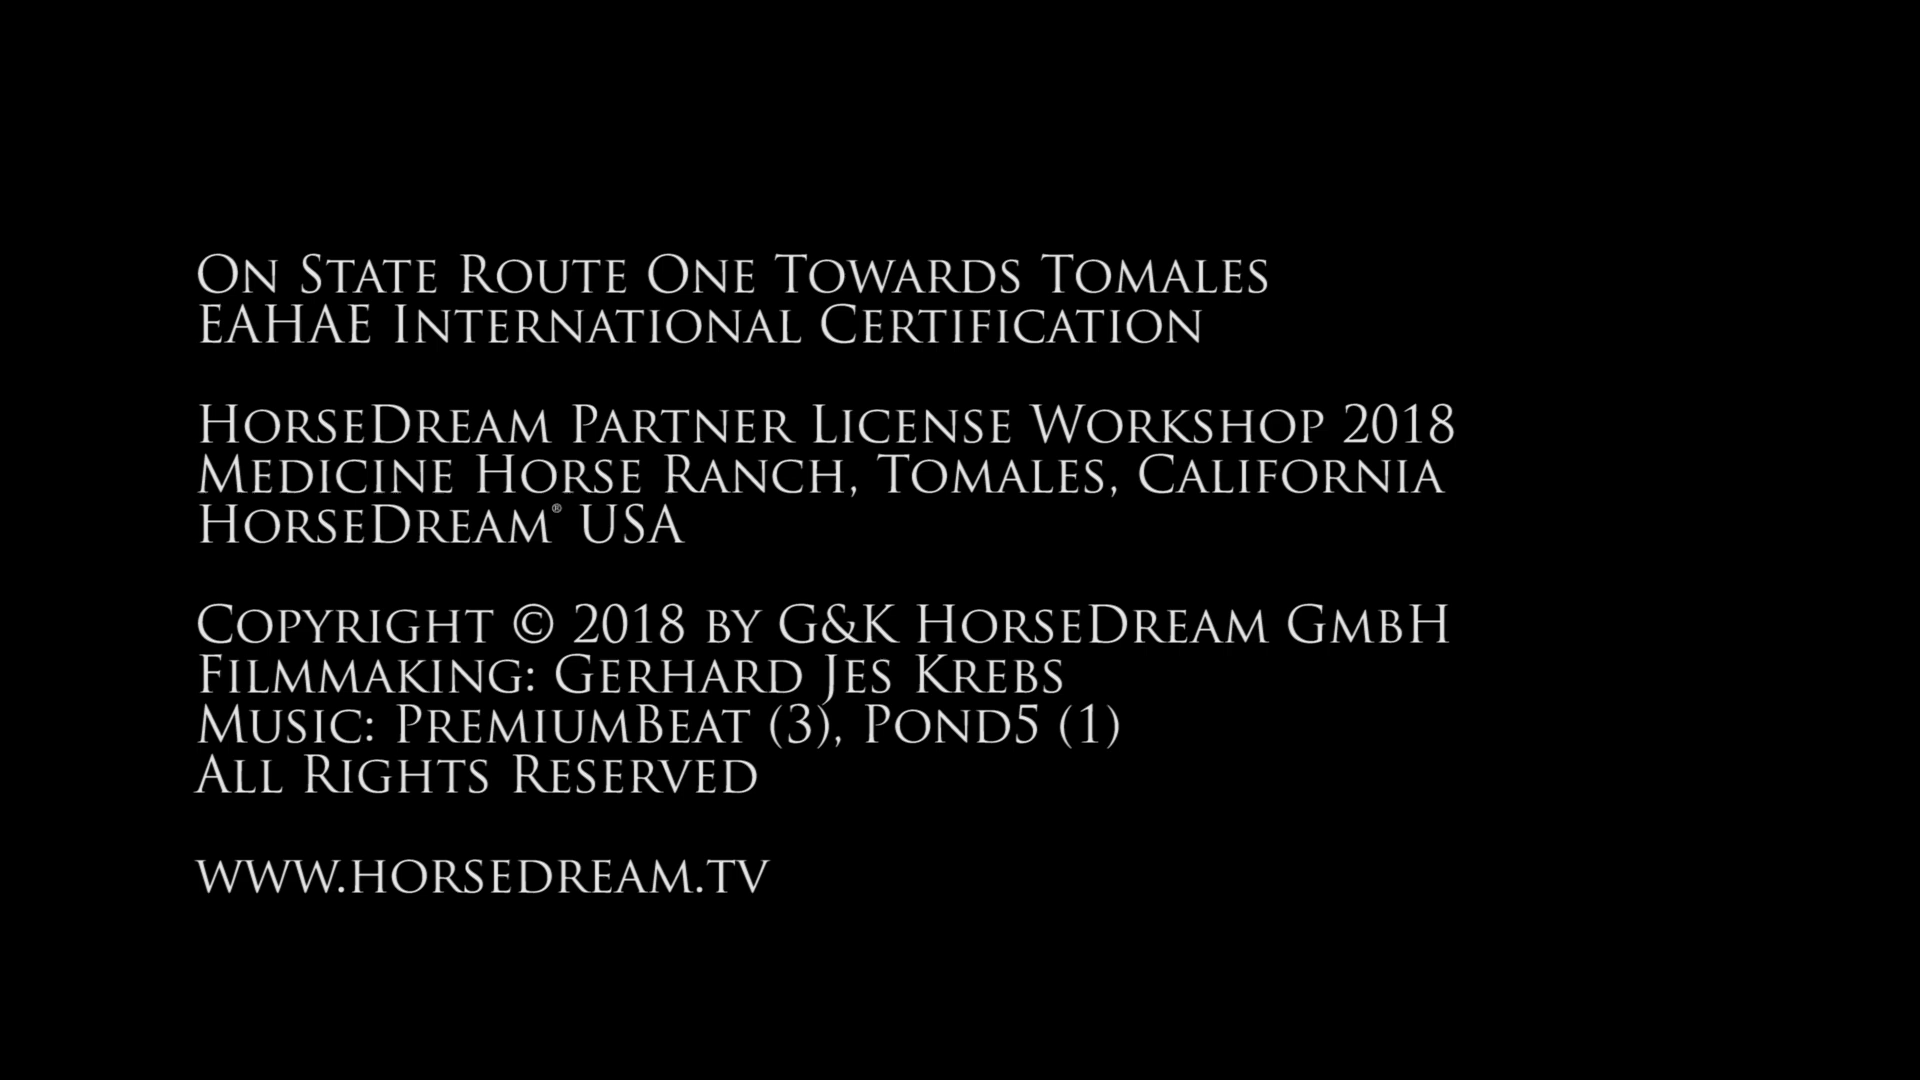 On State Route One Towards Tomales
EAHAE International Certification
HorseDream Partner License Workshop 2018
Medicine Horse Ranch, Tomales, California
HorseDream® USA
Copyright © 2018 by G&K HorseDream GmbH
Filmmaking: Gerhard Jes Krebs
Music: PremiumBeat (3), Pond5 (1)
All Rights Reserved
www.horsedream.tv